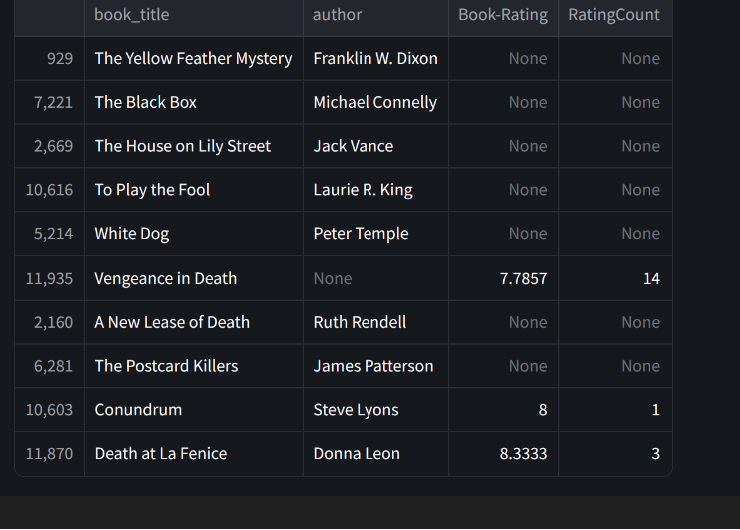 book_title author Book-Rating RatingCount
929 The Yellow Feather Mystery Franklin W. Dixon None None
7,221 The Black Box Michael Connelly None None
2,669 The House on Lily Street Jack Vance None None
10,616 To Play the Fool Laurie R. King None None
5,214 White Dog Peter Temple None None
11,935 Vengeance in Death None 7.7857 14
2,160 A New Lease of Death Ruth Rendell None None
6,281 The Postcard Killers James Patterson None None
10,603 Conundrum Steve Lyons 8 1
11,870 Death at La Fenice Donna Leon 8.3333 3